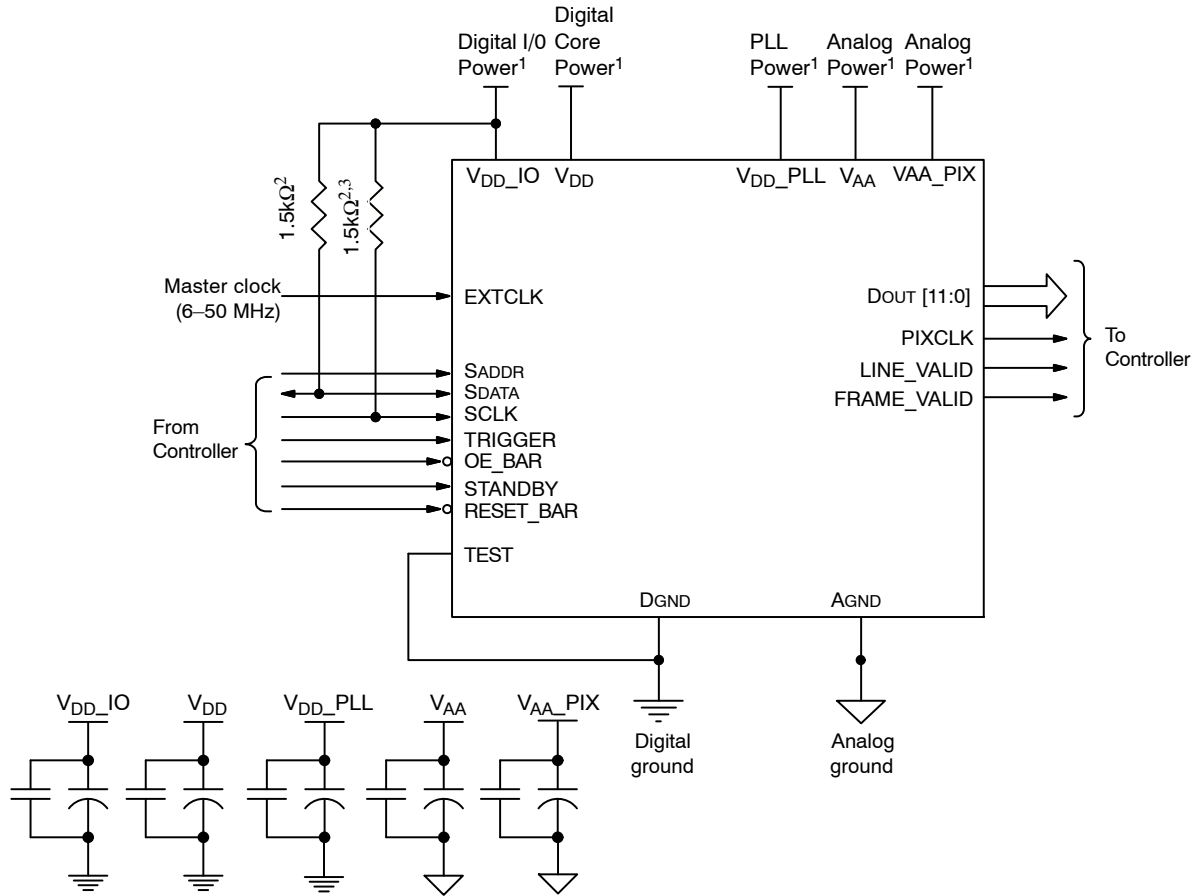 Digital I/0
Power1
Digital
Core
Power1
PLL
Power1
Analog
Power1
Analog
Power1
VDD_IO
VDD
VDD_PLL
VAA
VAA_PIX
1.5kΩ2
1.5kΩ2,3
Master clock
(6–50 MHz)
EXTCLK
SADDR
SDATA
SCLK
TRIGGER
OE_BAR
STANDBY
RESET_BAR
TEST
From
Controller
DOUT [11:0]
PIXCLK
LINE_VALID
FRAME_VALID
To
Controller
DGND
AGND
Digital
ground
Analog
ground
VDD_IO
VDD
VDD_PLL
VAA
VAA_PIX